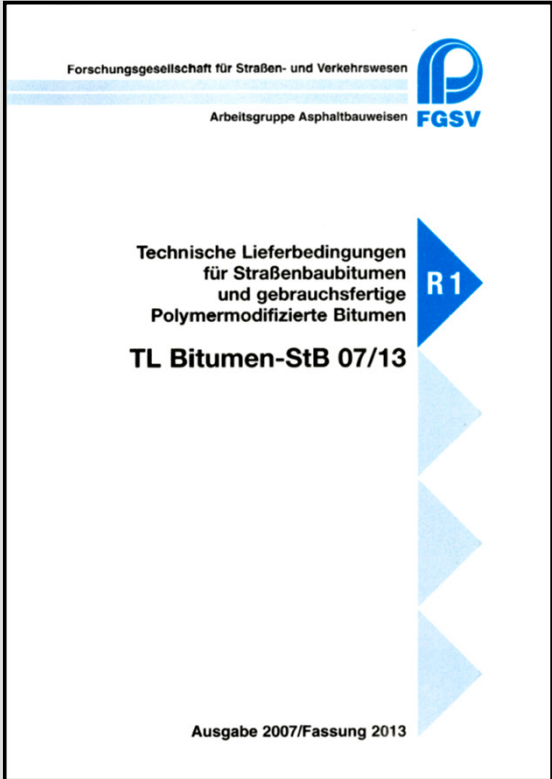 Forschungsgesellschaft für Straßen- und Verkehrswesen
Arbeitsgruppe Asphaltbauweisen
FGSV
Technische Lieferbedingungen
für Straßenbaubitumen
und gebrauchsfertige
Polymermodifizierte Bitumen
R 1
TL Bitumen-StB 07/13
Ausgabe 2007/Fassung 2013